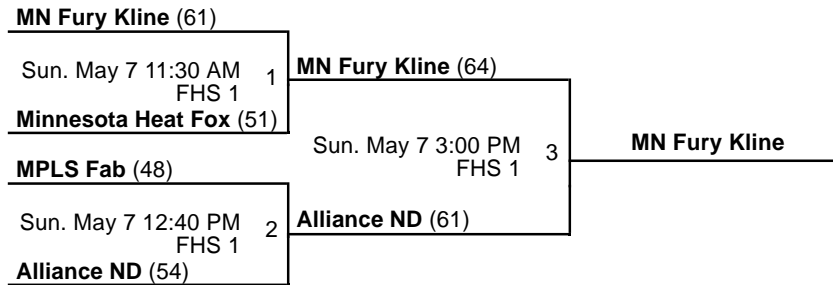 MN Fury Kline (61)
Sun. May 7 11:30 AM 1
FHS 1
Minnesota Heat Fox (51)
MPLS Fab (48)
Sun. May 7 12:40 PM 2
FHS 1
Alliance ND (54)
MN Fury Kline (64)
Sun. May 7 3:00 PM 3
FHS 1
Alliance ND (61)
MN Fury Kline